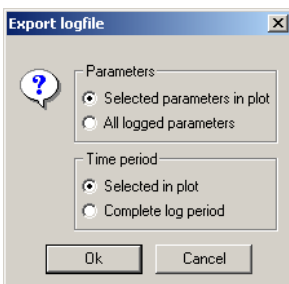 Export logfile
Parameters
Selected parameters in plot
All logged parameters
Time period
Selected in plot
Complete log period
Ok
Cancel